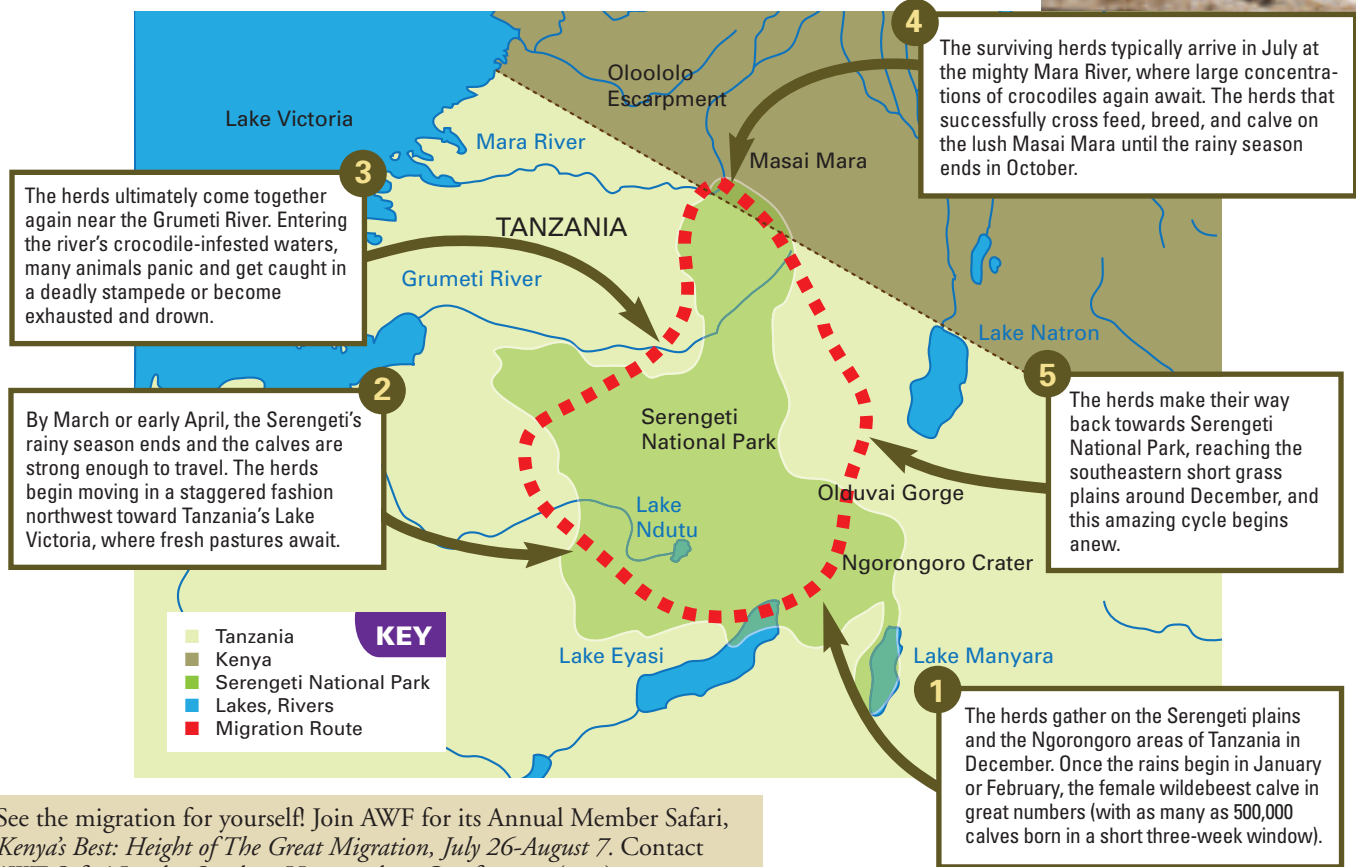 4
The surviving herds typically arrive in July at
the mighty Mara River, where large concentra-
tions of crocodiles again await. The herds that
successfully cross feed, breed, and calve on
the lush Masai Mara until the rainy season
ends in October.
Oloololo
Escarpment
Lake Victoria
Mara River
Masai Mara
3
The herds ultimately come together
again near the Grumeti River. Entering
the river's crocodile-infested waters,
many animals panic and get caught in
a deadly stampede or become
exhausted and drown.
TANZANIA
Grumeti River
Lake Natron
2
By March or early April, the Serengeti's
rainy season ends and the calves are
strong enough to travel. The herds
begin moving in a staggered fashion
northwest toward Tanzania's Lake
Victoria, where fresh pastures await.
5
The herds make their way
back towards Serengeti
National Park, reaching the
southeastern short grass
plains around December, and
this amazing cycle begins
anew.
Serengeti
National Park
Olduvai Gorge
Lake
Ndutu
Ngorongoro Crater
KEY
Tanzania
Kenya
Serengeti National Park
Lakes, Rivers
Migration Route
Lake Eyasi
Lake Manyara
1
The herds gather on the Serengeti plains
and the Ngorongoro areas of Tanzania in
December. Once the rains begin in January
or February, the female wildebeest calve in
great numbers (with as many as 500,000
calves born in a short three-week window).
See the migration for yourself! Join AWF for its Annual Member Safari,
Kenya's Best: Height of The Great Migration, July 26-August 7. Contact